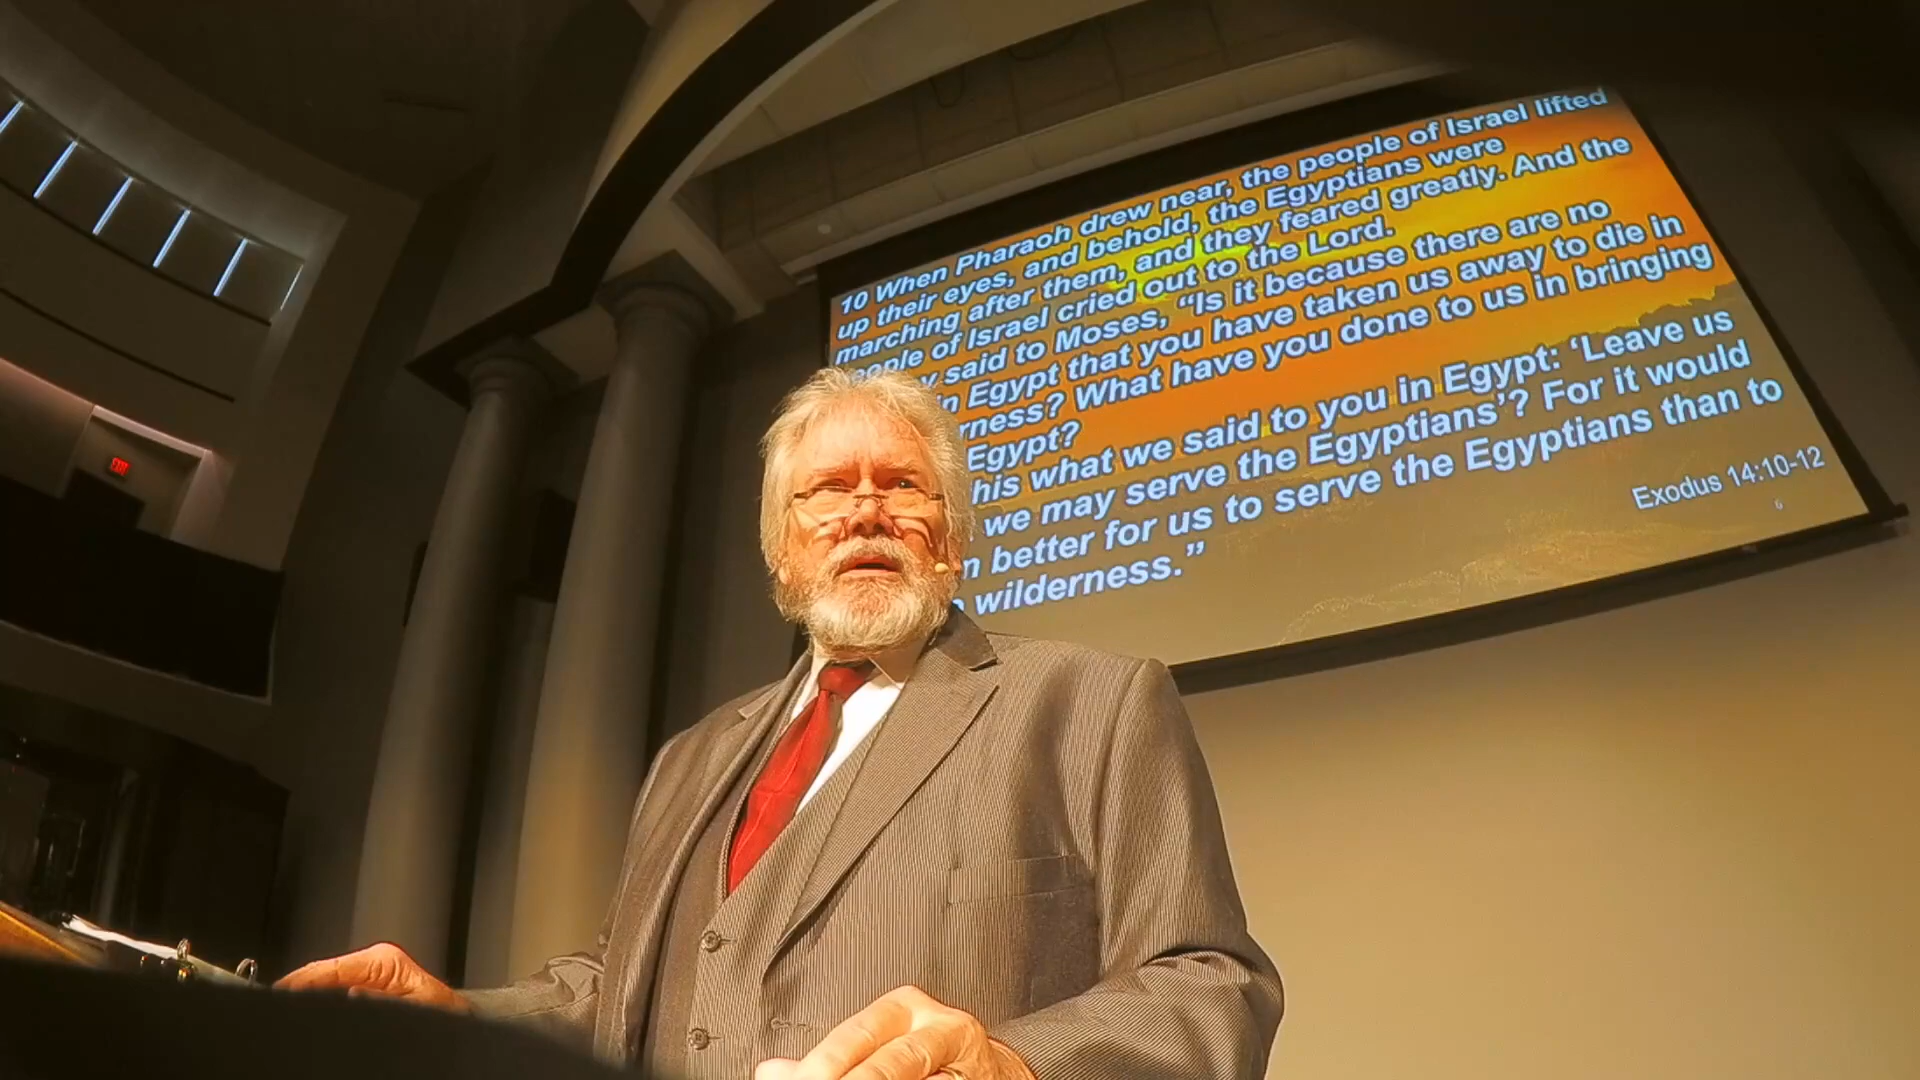 10 When Pharaoh drew near, the people of Israel lifted
up their eyes, and behold, the Egyptians were
marching after them, and they feared greatly. And the
people of Israel cried out to the Lord.
said to Moses, “Is it because there are no
in Egypt that you have taken us away to die in
What have you done to us in bringing
Egypt?
what we said to you in Egypt: ‘Leave us
we may serve the Egyptians’? For it would
better for us to serve the Egyptians than to
wilderness.”
Exodus 14:10-12
6
EXIT